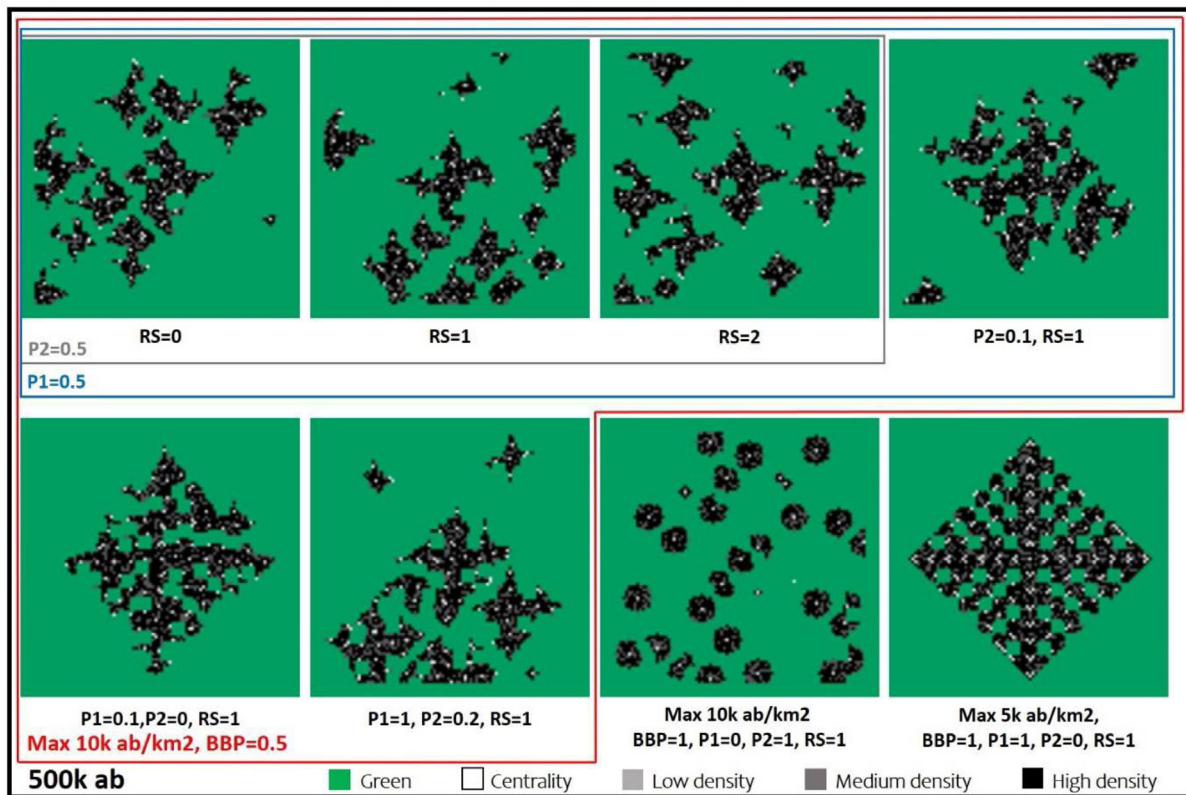 RS=0
RS=1
RS=2
P2=0.1, RS=1
P2=0.5
P1=0.5
P1=0.1,P2=0, RS=1
P1=1, P2=0.2, RS=1
Max 10k ab/km2
BBP=1, P1=0, P2=1, RS=1
Max 5k ab/km2,
BBP=1, P1=1, P2=0, RS=1
Max 10k ab/km2, BBP=0.5
500k ab
Green
Centrality
Low density
Medium density
High density